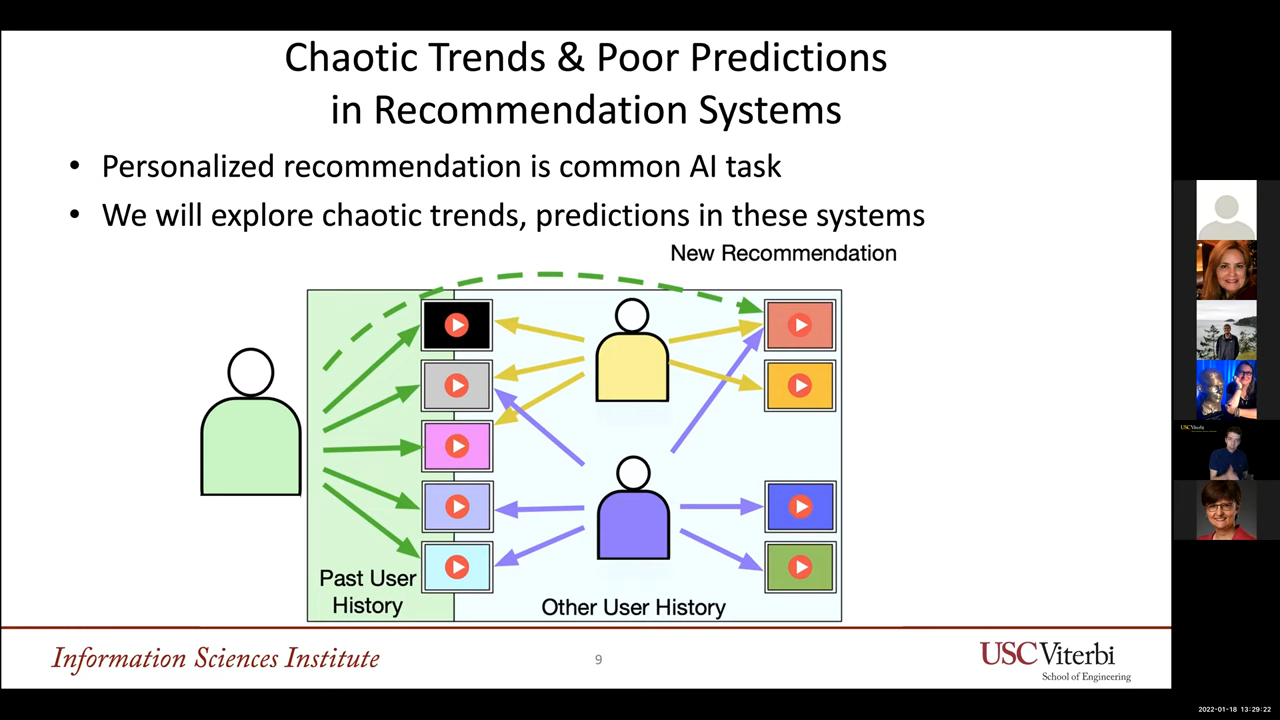 Chaotic Trends & Poor Predictions
in Recommendation Systems
• Personalized recommendation is common AI task
• We will explore chaotic trends, predictions in these systems
New Recommendation
Past User
History
Other User History
Information Sciences Institute
9
USC Viterbi
School of Engineering
USC Viterbi
2022-01-18 13:29:22